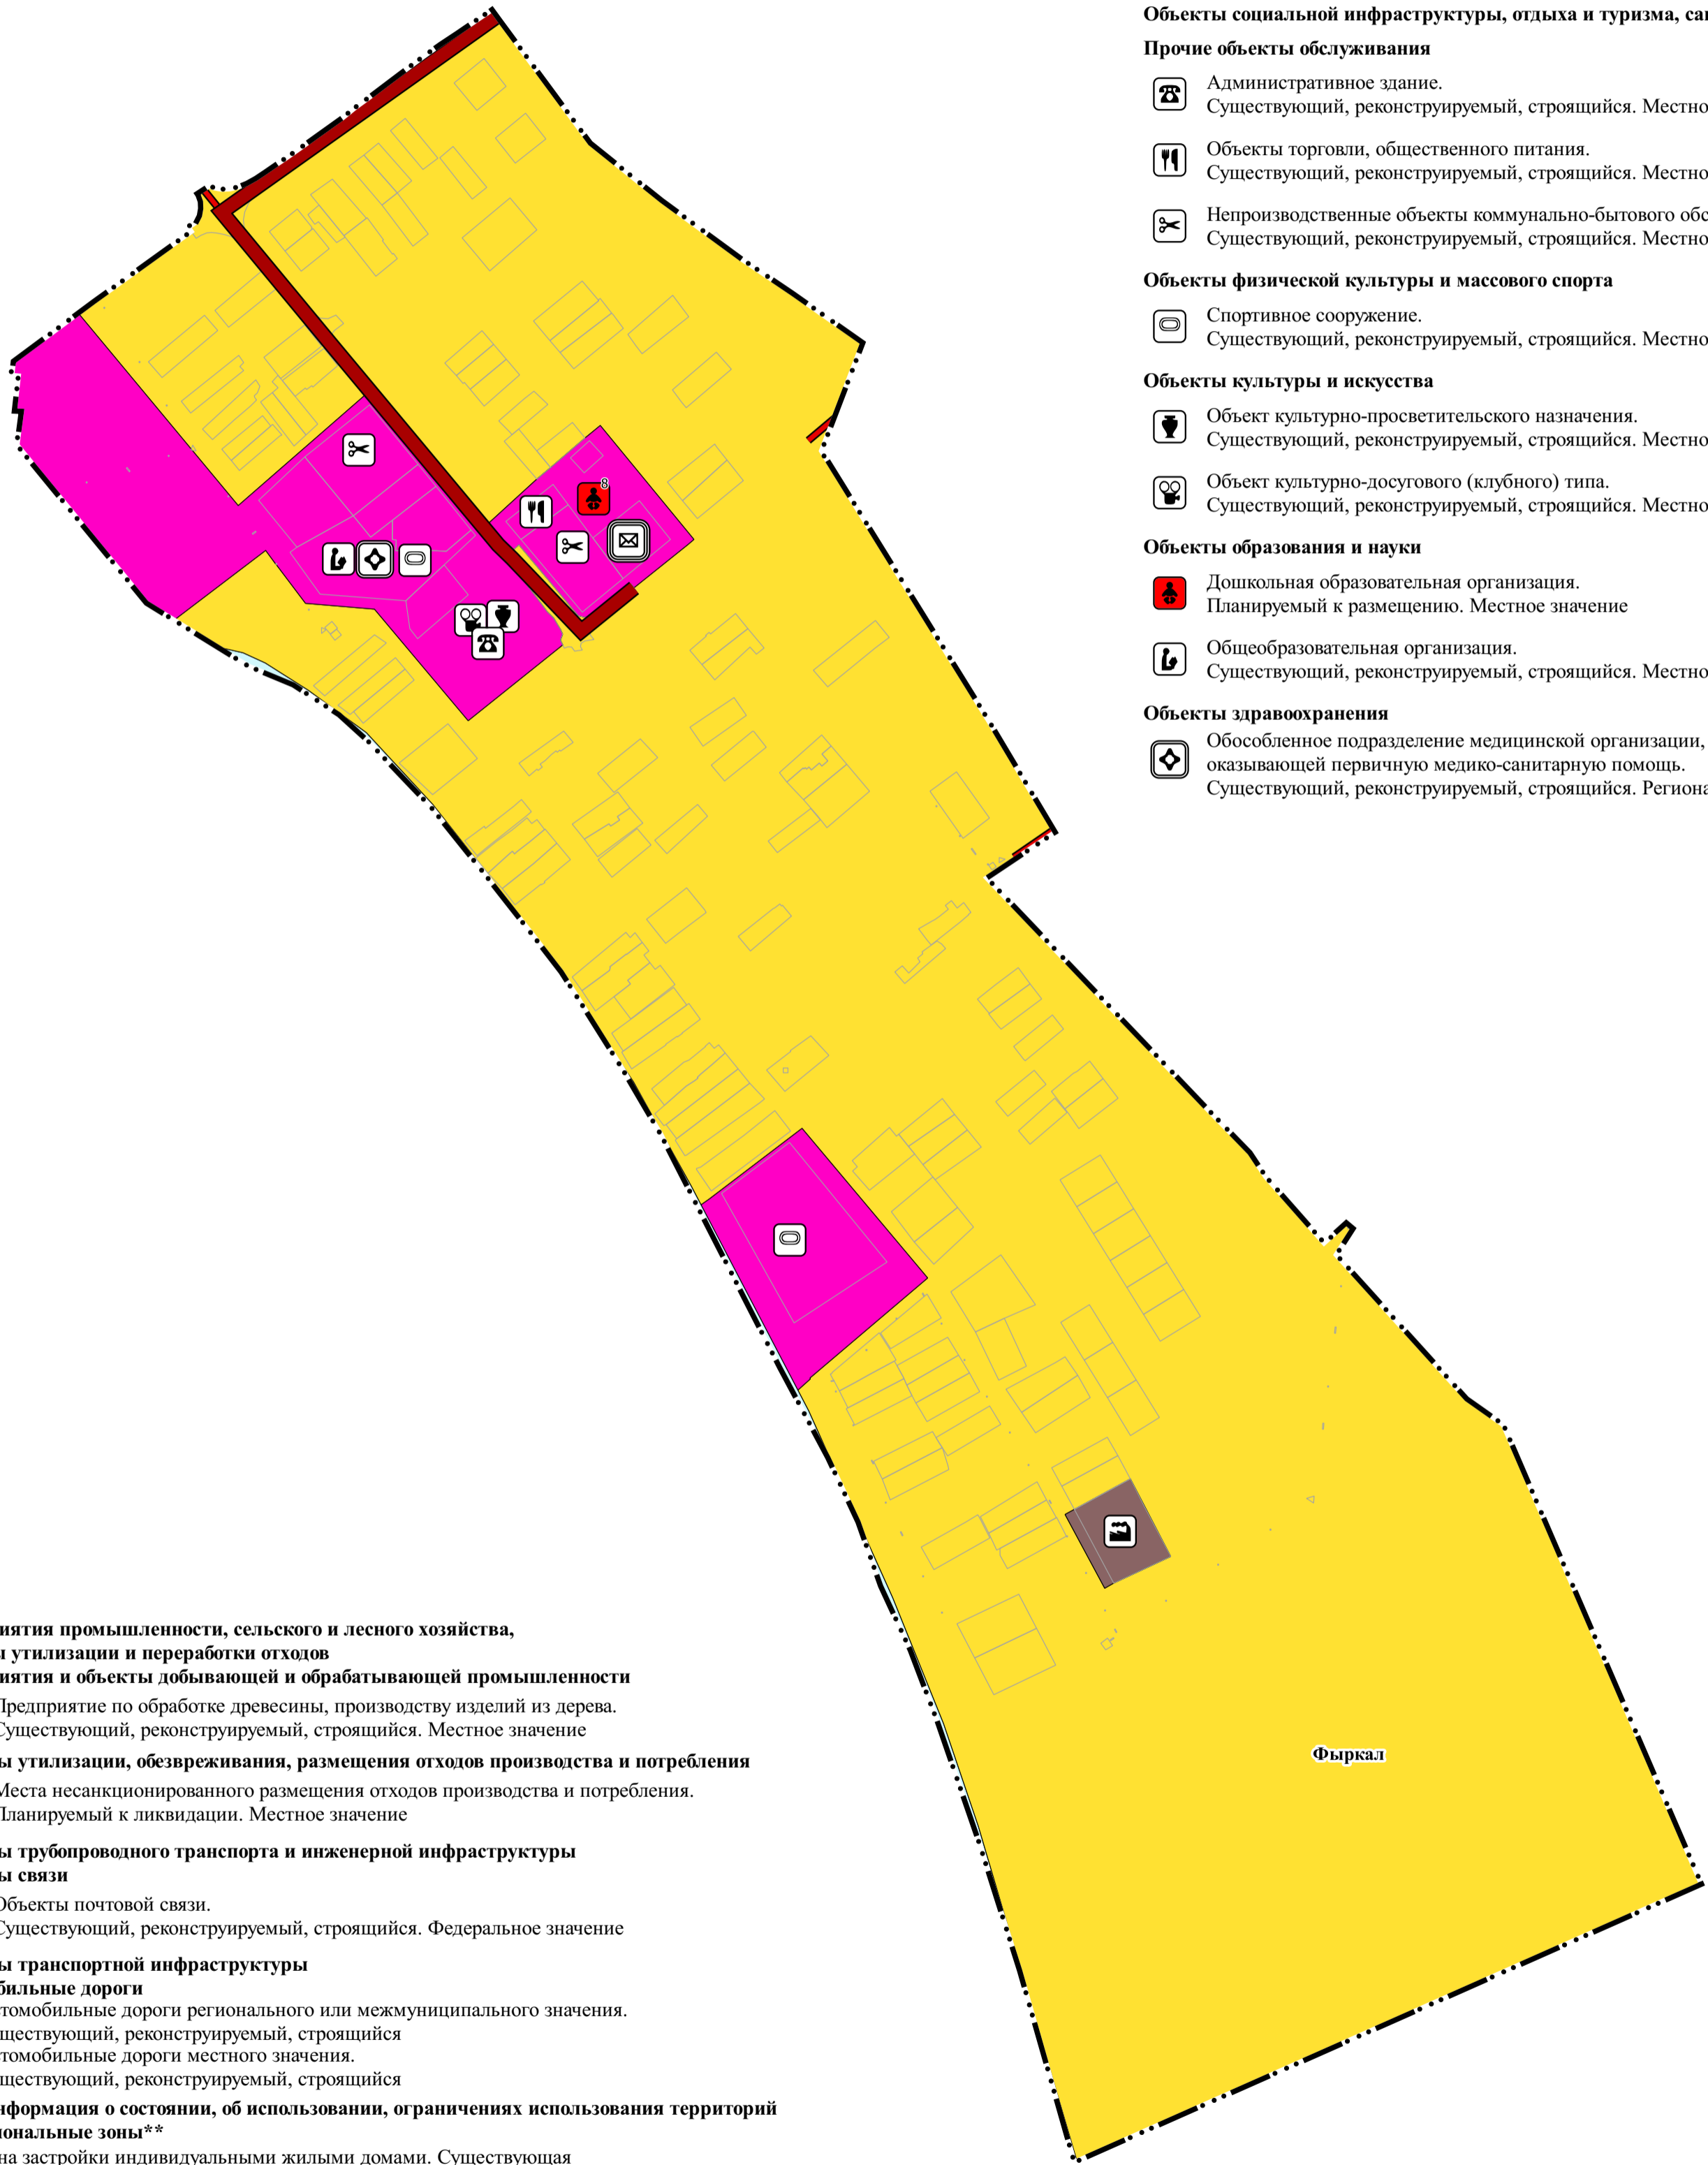 Объекты социальной инфраструктуры, отдыха и туризма, са
Прочие объекты обслуживания
Административное здание.
Существующий, реконструируемый, строящийся. Местно
Объекты торговли, общественного питания.
Существующий, реконструируемый, строящийся. Местно
Непроизводственные объекты коммунально-бытового обс
Существующий, реконструируемый, строящийся. Местно
Объекты физической культуры и массового спорта
Спортивное сооружение.
Существующий, реконструируемый, строящийся. Местно
Объекты культуры и искусства
Объект культурно-просветительского назначения.
Существующий, реконструируемый, строящийся. Местно
Объект культурно-досугового (клубного) типа.
Существующий, реконструируемый, строящийся. Местно
Объекты образования и науки
Дошкольная образовательная организация.
Планируемый к размещению. Местное значение
Общеобразовательная организация.
Существующий, реконструируемый, строящийся. Местно
Объекты здравоохранения
Обособленное подразделение медицинской организации,
оказывающей первичную медико-санитарную помощь.
Существующий, реконструируемый, строящийся. Региона
8
Фыркал
иятия промышленности, сельского и лесного хозяйства,
ы утилизации и переработки отходов
иятия и объекты добывающей и обрабатывающей промышленности
Предприятие по обработке древесины, производству изделий из дерева.
Существующий, реконструируемый, строящийся. Местное значение
ы утилизации, обезвреживания, размещения отходов производства и потребления
Места несанкционированного размещения отходов производства и потребления.
Планируемый к ликвидации. Местное значение
ы трубопроводного транспорта и инженерной инфраструктуры
ы связи
Объекты почтовой связи.
Существующий, реконструируемый, строящийся. Федеральное значение
ы транспортной инфраструктуры
бильные дороги
томобильные дороги регионального или межмуниципального значения.
ществующий, реконструируемый, строящийся
томобильные дороги местного значения.
ществующий, реконструируемый, строящийся
нформация о состоянии, об использовании, ограничениях использования территорий
иональные зоны**
на застройки индивидуальными жилыми домами. Существующая